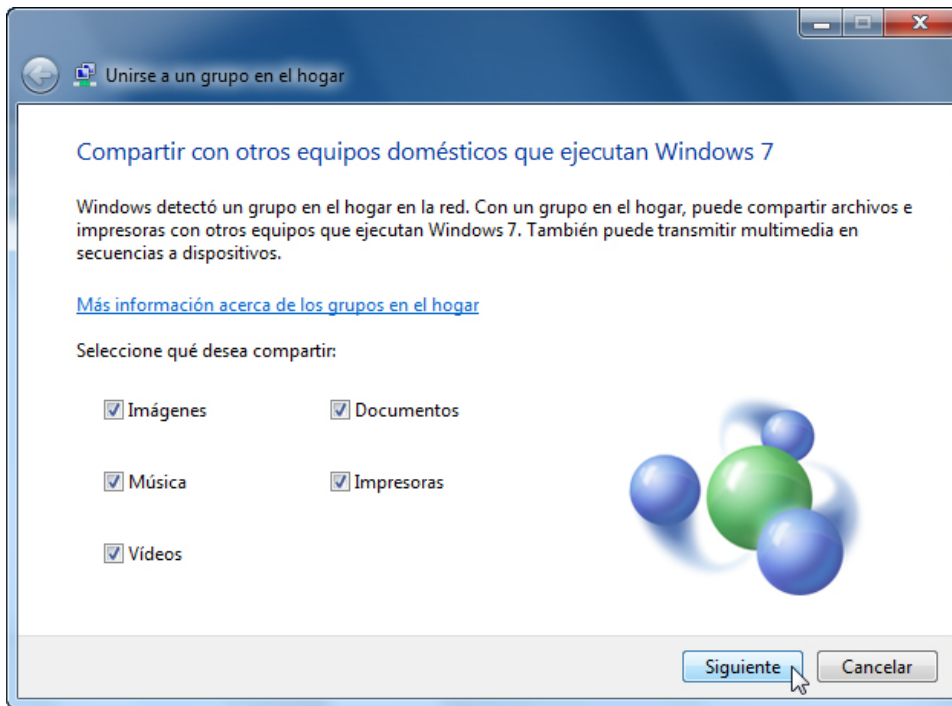 Unirse a un grupo en el hogar
Compartir con otros equipos domésticos que ejecutan Windows 7
Windows detectó un grupo en el hogar en la red. Con un grupo en el hogar, puede compartir archivos e
impresoras con otros equipos que ejecutan Windows 7. También puede transmitir multimedia en
secuencias a dispositivos.
Más información acerca de los grupos en el hogar
Seleccione qué desea compartir:
Imágenes
Documentos
Música
Impresoras
Vídeos
Siguiente
Cancelar